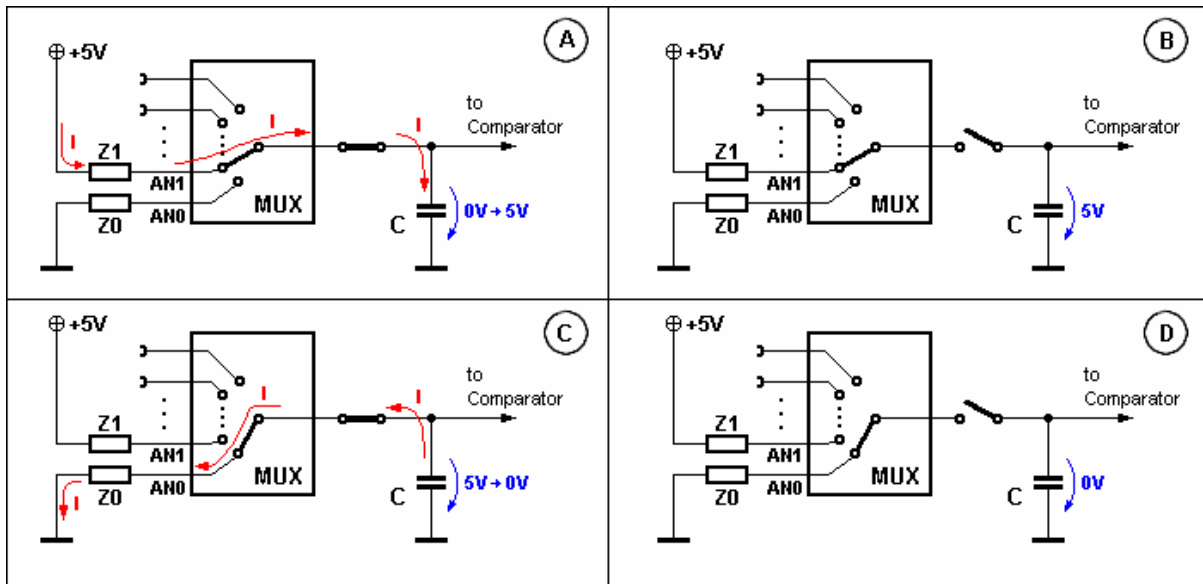 A
+5V
I
I
I
to
Comparator
Z1
AN1
Z0
AN0
MUX
C
0V→5V
B
+5V
to
Comparator
Z1
AN1
Z0
AN0
MUX
C
5V
C
+5V
I
I
to
Comparator
Z1
AN1
Z0
AN0
I
MUX
C
5V→0V
D
+5V
to
Comparator
Z1
AN1
Z0
AN0
MUX
C
0V